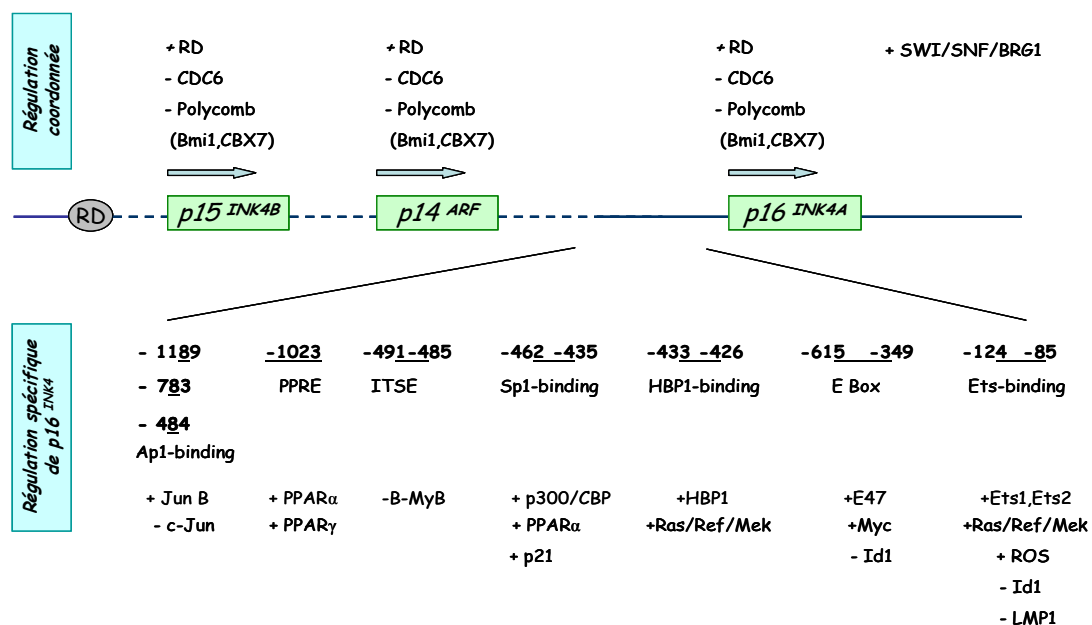 Régulation
coordonnée
+ RD
- CDC6
- Polycomb
(Bmi1,CBX7)
+ RD
- CDC6
- Polycomb
(Bmi1,CBX7)
+ RD
- CDC6
- Polycomb
(Bmi1,CBX7)
+ SWI/SNF/BRG1
RD
p15 INK4B
p14 ARF
p16 INK4A
Régulation spécifique
de p16 INK4
- 1189
- 783
- 484
Ap1-binding
+ Jun B
- c-Jun
-1023
PPRE
+ PPARα
+ PPARγ
-491-485
ITSE
-B-MyB
-462 -435
Sp1-binding
+ p300/CBP
+ PPARα
+ p21
-433 -426
HBP1-binding
+HBP1
+Ras/Ref/Mek
-615 -349
E Box
+E47
+Myc
- Id1
-124 -85
Ets-binding
+Ets1,Ets2
+Ras/Ref/Mek
+ ROS
- Id1
- LMP1